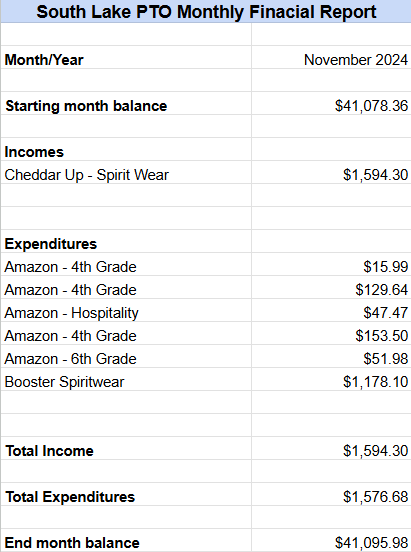 South Lake PTO Monthly Finacial Report
Month/Year November 2024
Starting month balance $41,078.36
Incomes
Cheddar Up - Spirit Wear $1,594.30
Expenditures
Amazon - 4th Grade $15.99
Amazon - 4th Grade $129.64
Amazon - Hospitality $47.47
Amazon - 4th Grade $153.50
Amazon - 6th Grade $51.98
Booster Spiritwear $1,178.10
Total Income $1,594.30
Total Expenditures $1,576.68
End month balance $41,095.98